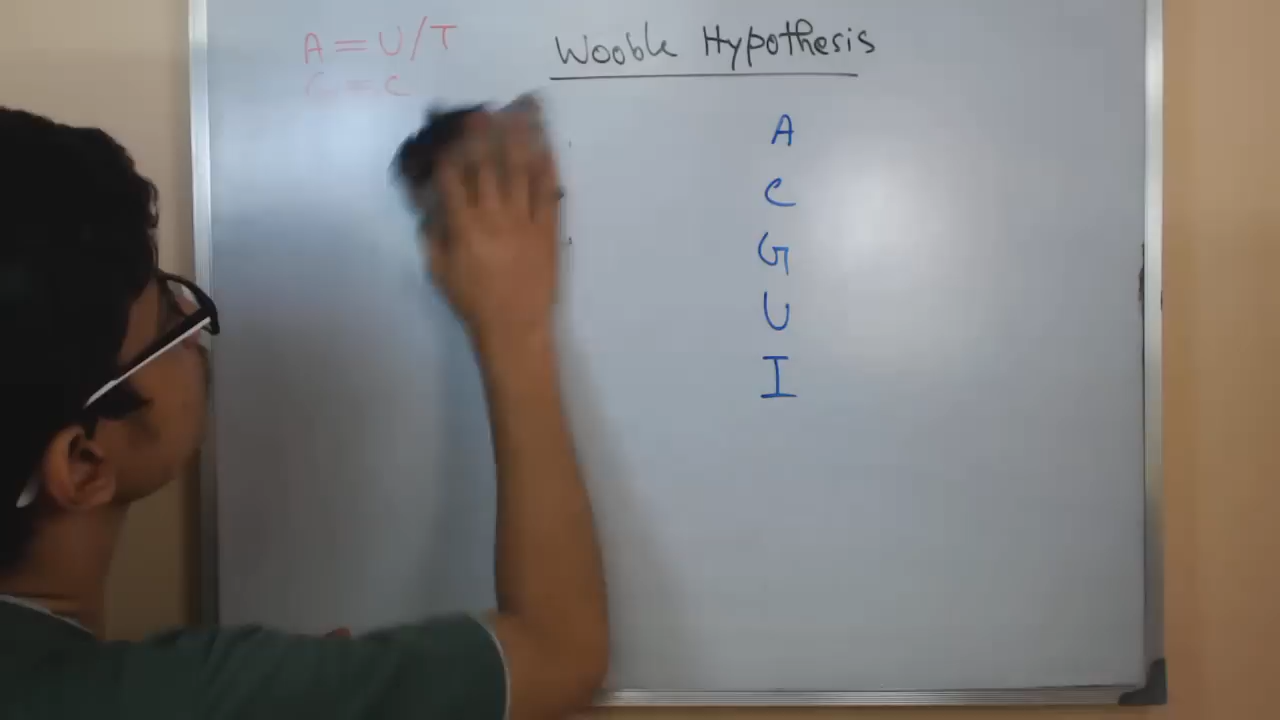 A = U/T
C = C
Wooble Hypothesis
A
C
G
U
I